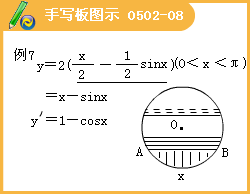 手写板图示 0502-08
例7 y=2(x/2 - 1/2 sinx)(0<x<π)
=x-sinx
y′=1-cosx
O.
A B
x